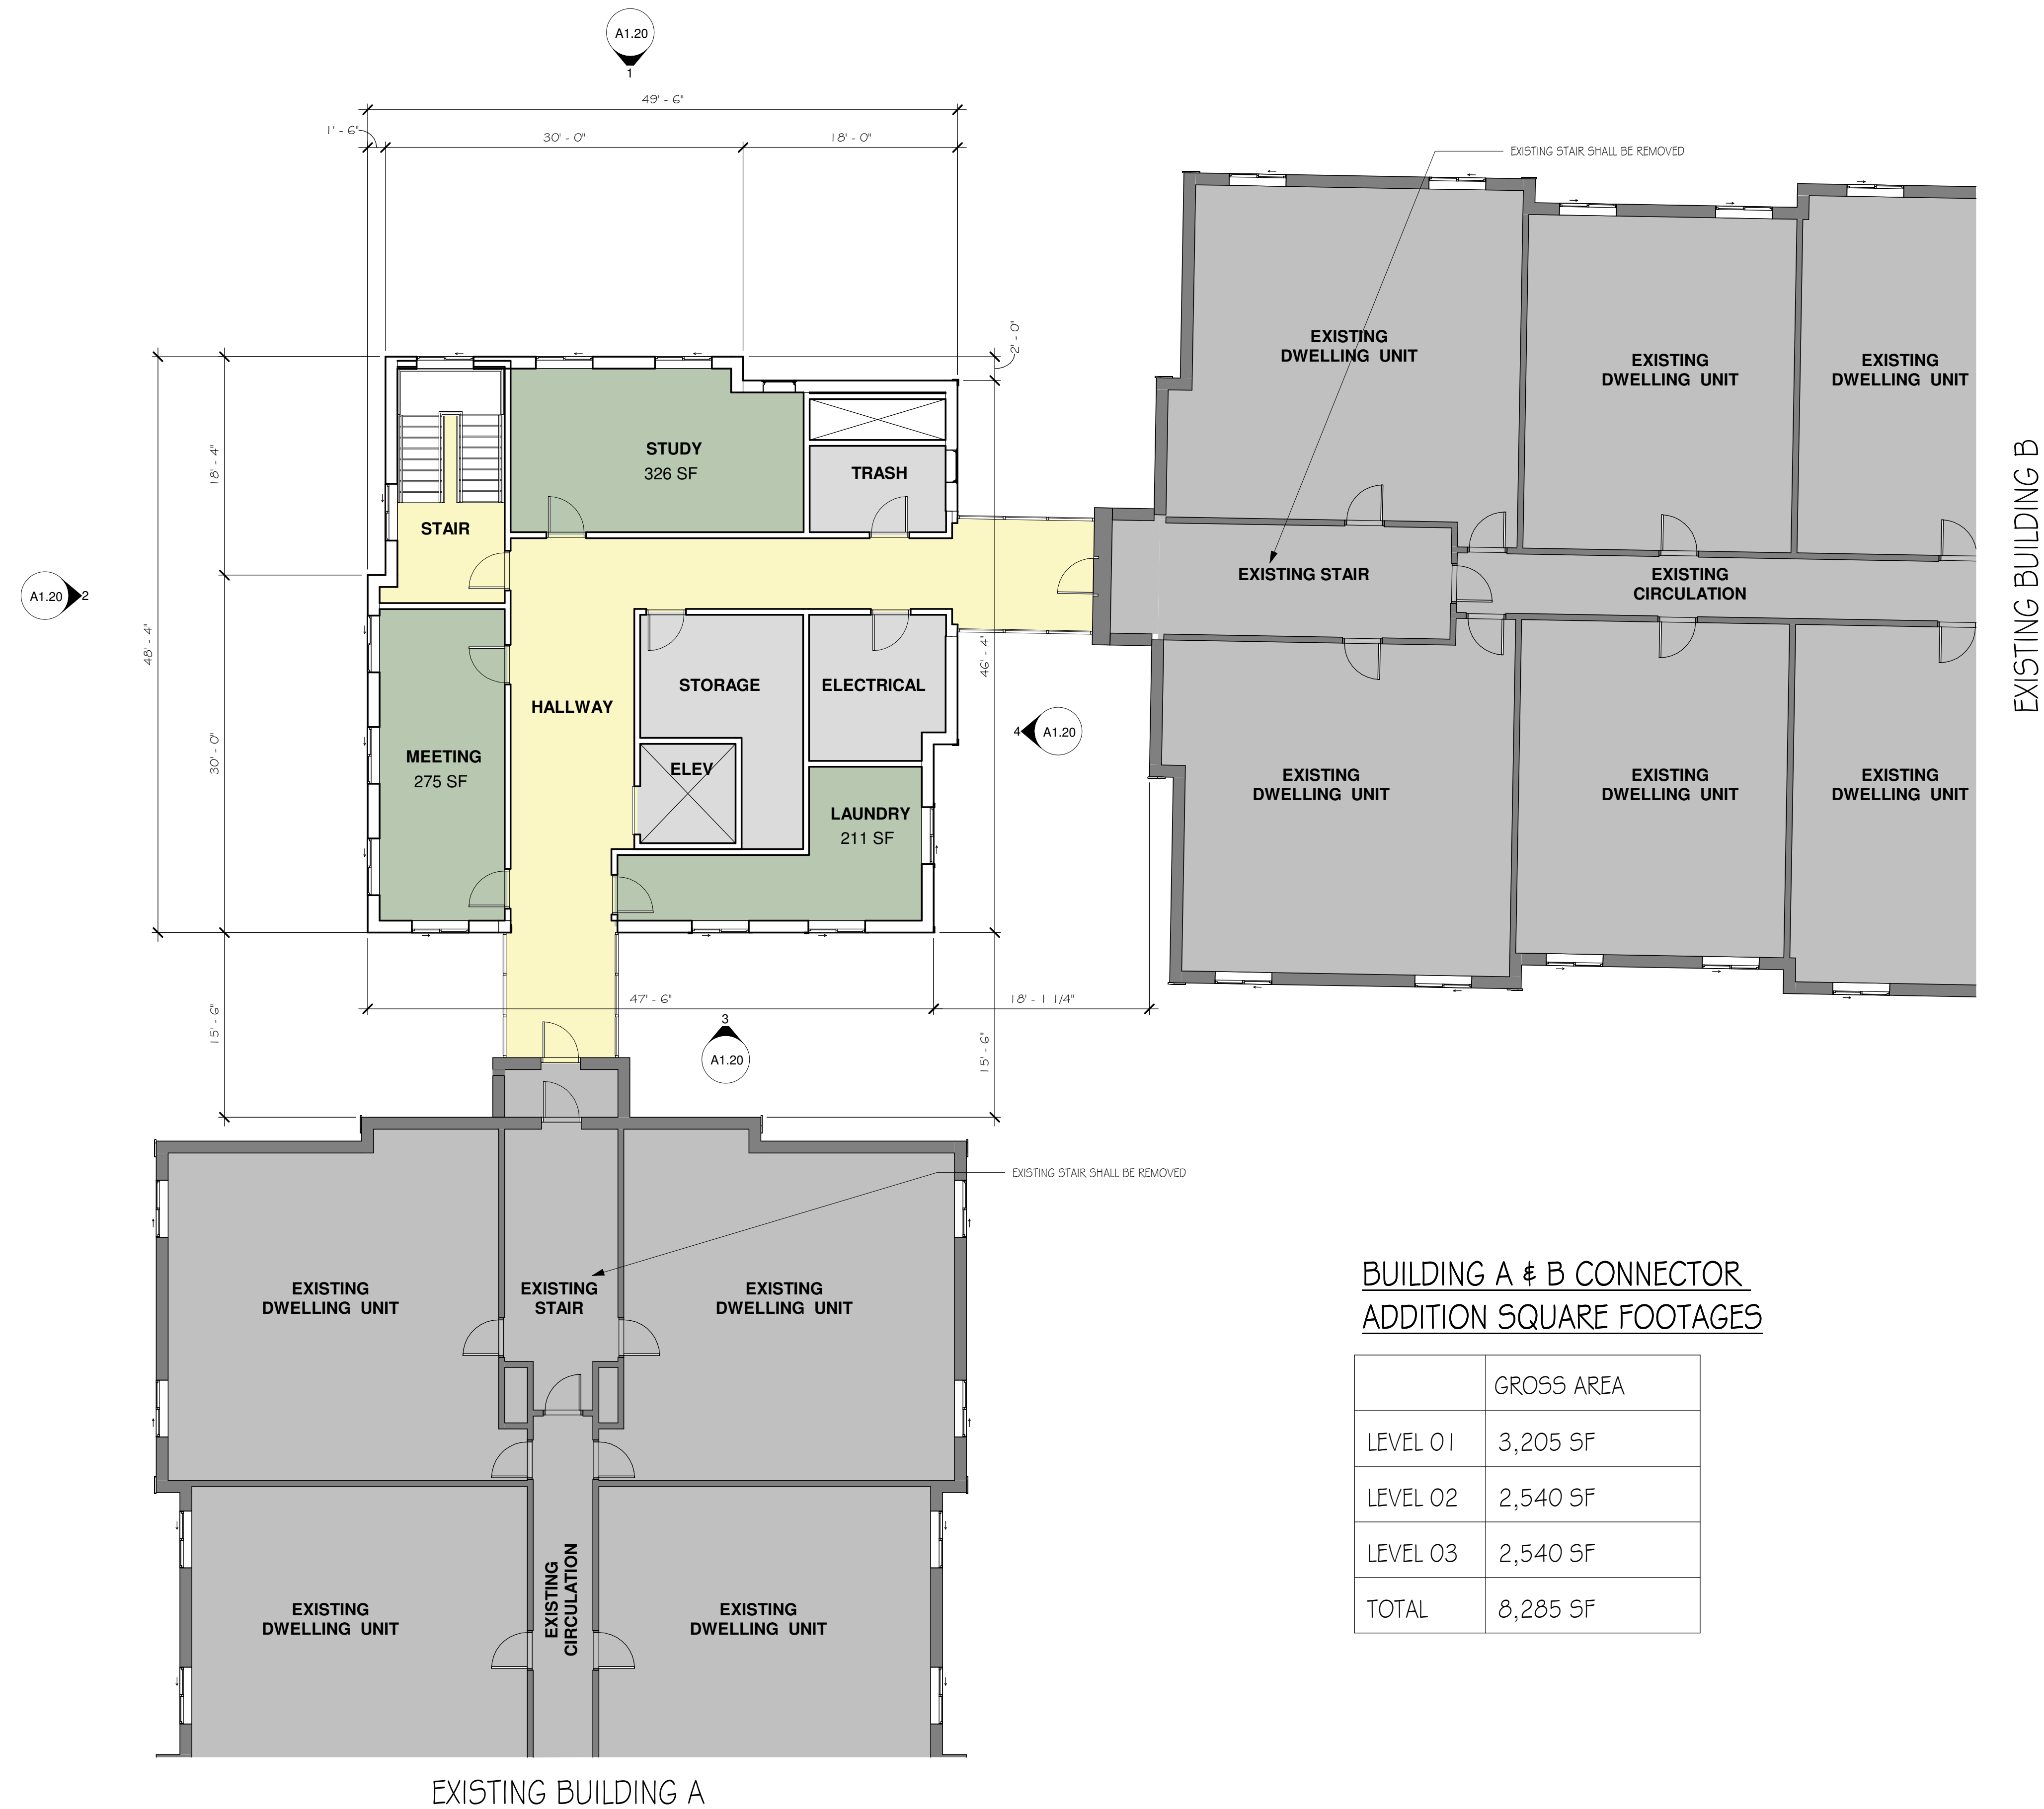 A1.20
1
49' - 6"
1' - 6"
30' - 0"
18' - 0"
EXISTING STAIR SHALL BE REMOVED
2' - 0"
EXISTING
DWELLING UNIT
EXISTING
DWELLING UNIT
EXISTING
DWELLING UNIT
STUDY
326 SF
TRASH
18' - 4"
STAIR
EXISTING STAIR
EXISTING
CIRCULATION
EXISTING BUILDING B
A1.20
2
48' - 4"
46' - 4"
HALLWAY
STORAGE
ELECTRICAL
4
A1.20
30' - 0"
MEETING
275 SF
ELEV
LAUNDRY
211 SF
EXISTING
DWELLING UNIT
EXISTING
DWELLING UNIT
EXISTING
DWELLING UNIT
47' - 6"
18' - 1 1/4"
15' - 6"
3
A1.20
15' - 6"
EXISTING STAIR SHALL BE REMOVED
EXISTING
DWELLING UNIT
EXISTING
STAIR
EXISTING
DWELLING UNIT
EXISTING
DWELLING UNIT
EXISTING
CIRCULATION
EXISTING
DWELLING UNIT
EXISTING BUILDING A
BUILDING A & B CONNECTOR
ADDITION SQUARE FOOTAGES
GROSS AREA
LEVEL 01 3,205 SF
LEVEL 02 2,540 SF
LEVEL 03 2,540 SF
TOTAL 8,285 SF